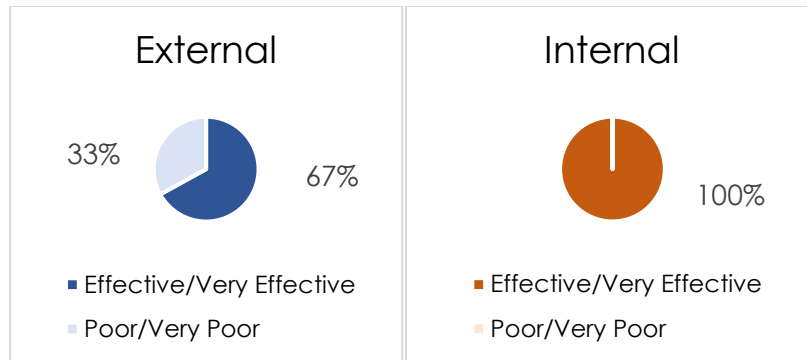 External
33%
67%
Effective/Very Effective
Poor/Very Poor
Internal
100%
Effective/Very Effective
Poor/Very Poor